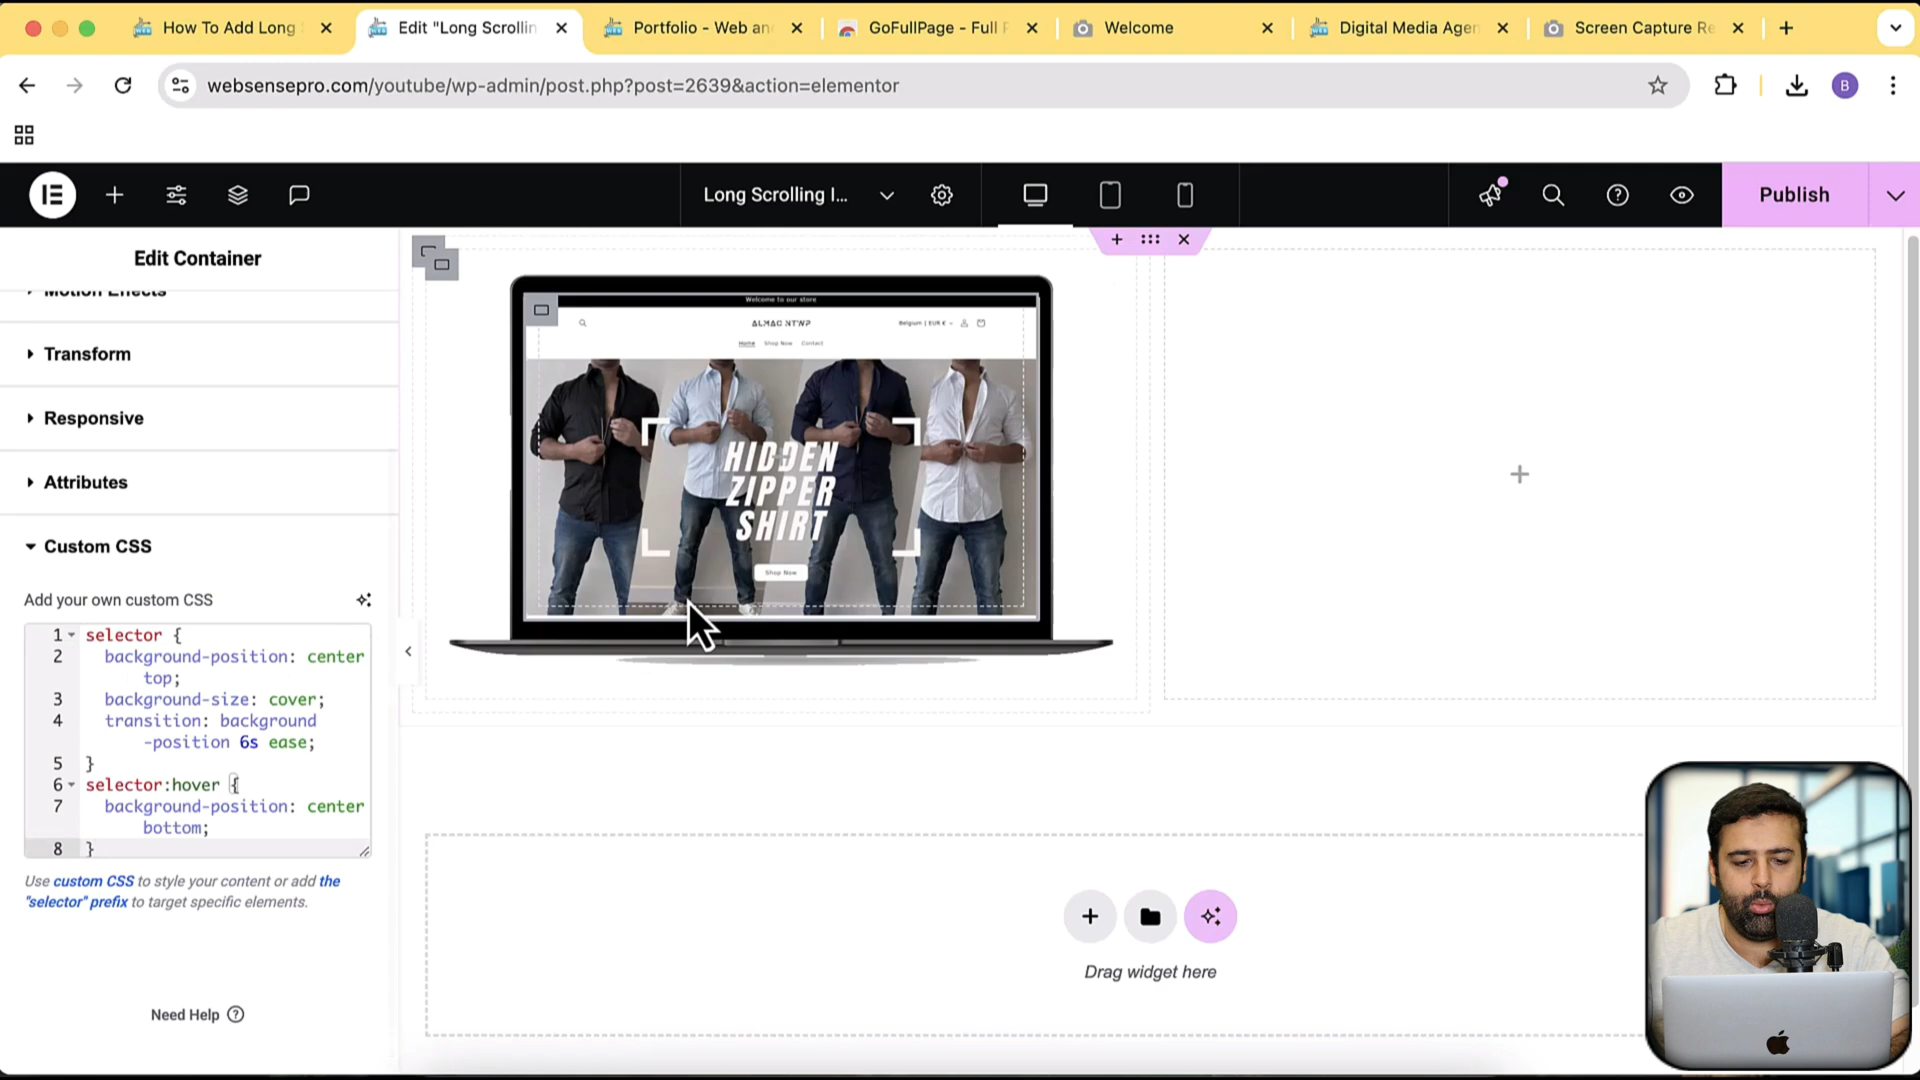 How To Add Long
Edit "Long Scrollin
Portfolio - Web an
GoFullPage - Full P
Welcome
Digital Media Agen
Screen Capture Re
websensepro.com/youtube/wp-admin/post.php?post=2639&action=elementor
B
Long Scrolling I...
Publish
Edit Container
Motion Effects
Transform
Responsive
Attributes
Custom CSS
Add your own custom CSS
1 selector {
2 background-position: center
top;
3 background-size: cover;
4 transition: background
-position 6s ease;
5 }
6 selector:hover {
7 background-position: center
bottom;
8 }
Use custom CSS to style your content or add the
"selector" prefix to target specific elements.
Need Help
Welcome to our store
Belgium | EUR €
Home Shop Now Contact
HIDDEN
ZIPPER
SHIRT
Shop Now
Drag widget here